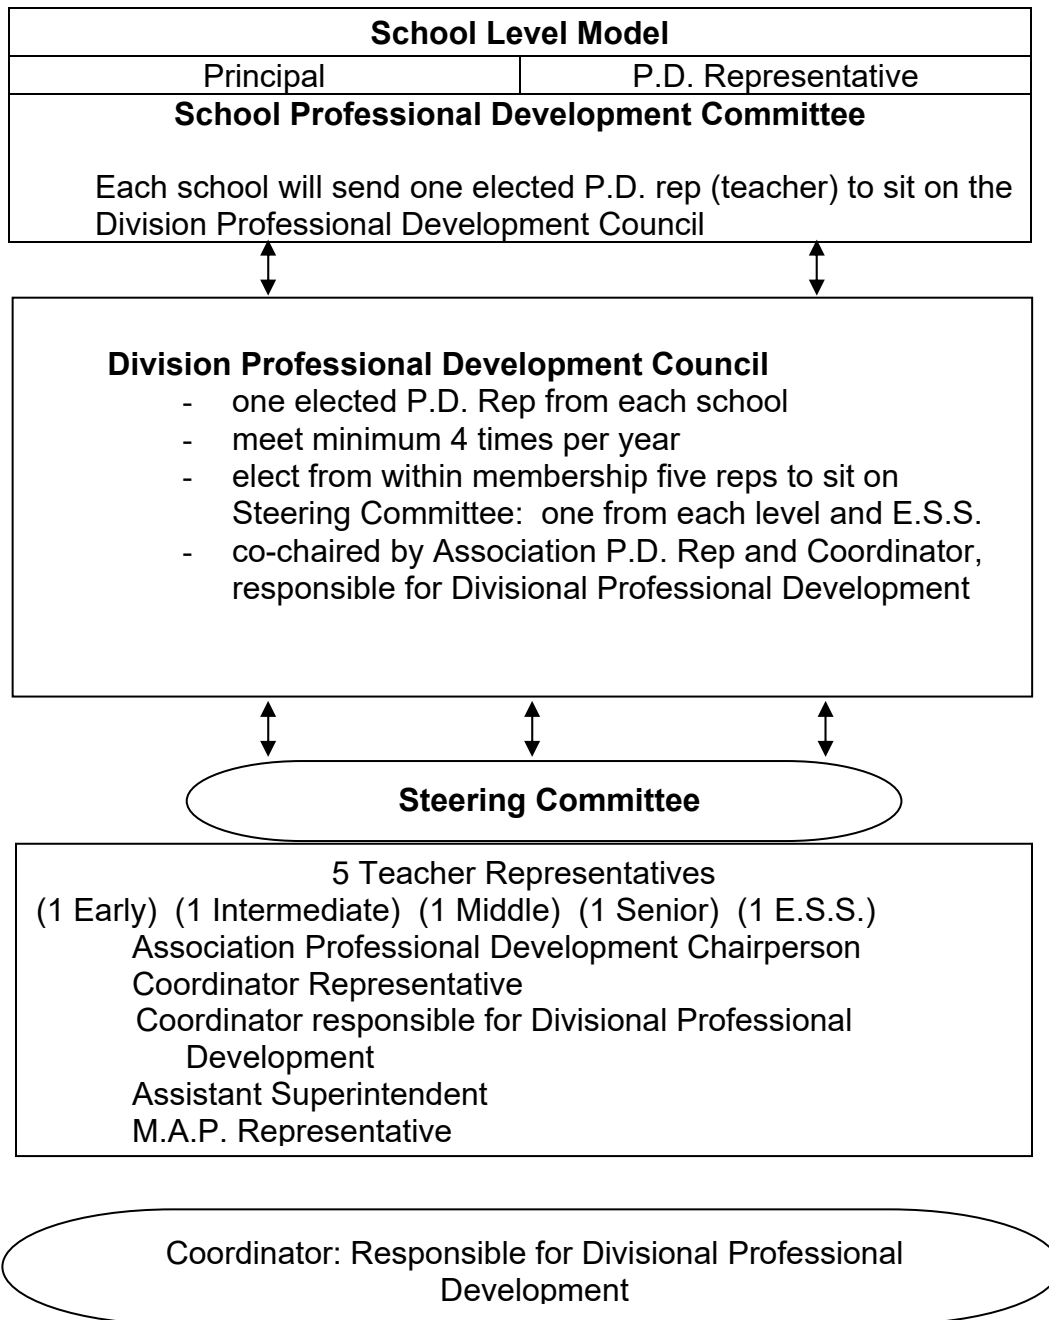 School Level Model
Principal P.D. Representative
School Professional Development Committee
Each school will send one elected P.D. rep (teacher) to sit on the
Division Professional Development Council
Division Professional Development Council
- one elected P.D. Rep from each school
- meet minimum 4 times per year
- elect from within membership five reps to sit on
Steering Committee: one from each level and E.S.S.
- co-chaired by Association P.D. Rep and Coordinator,
responsible for Divisional Professional Development
Steering Committee
5 Teacher Representatives
(1 Early) (1 Intermediate) (1 Middle) (1 Senior) (1 E.S.S.)
Association Professional Development Chairperson
Coordinator Representative
Coordinator responsible for Divisional Professional
Development
Assistant Superintendent
M.A.P. Representative
Coordinator: Responsible for Divisional Professional
Development